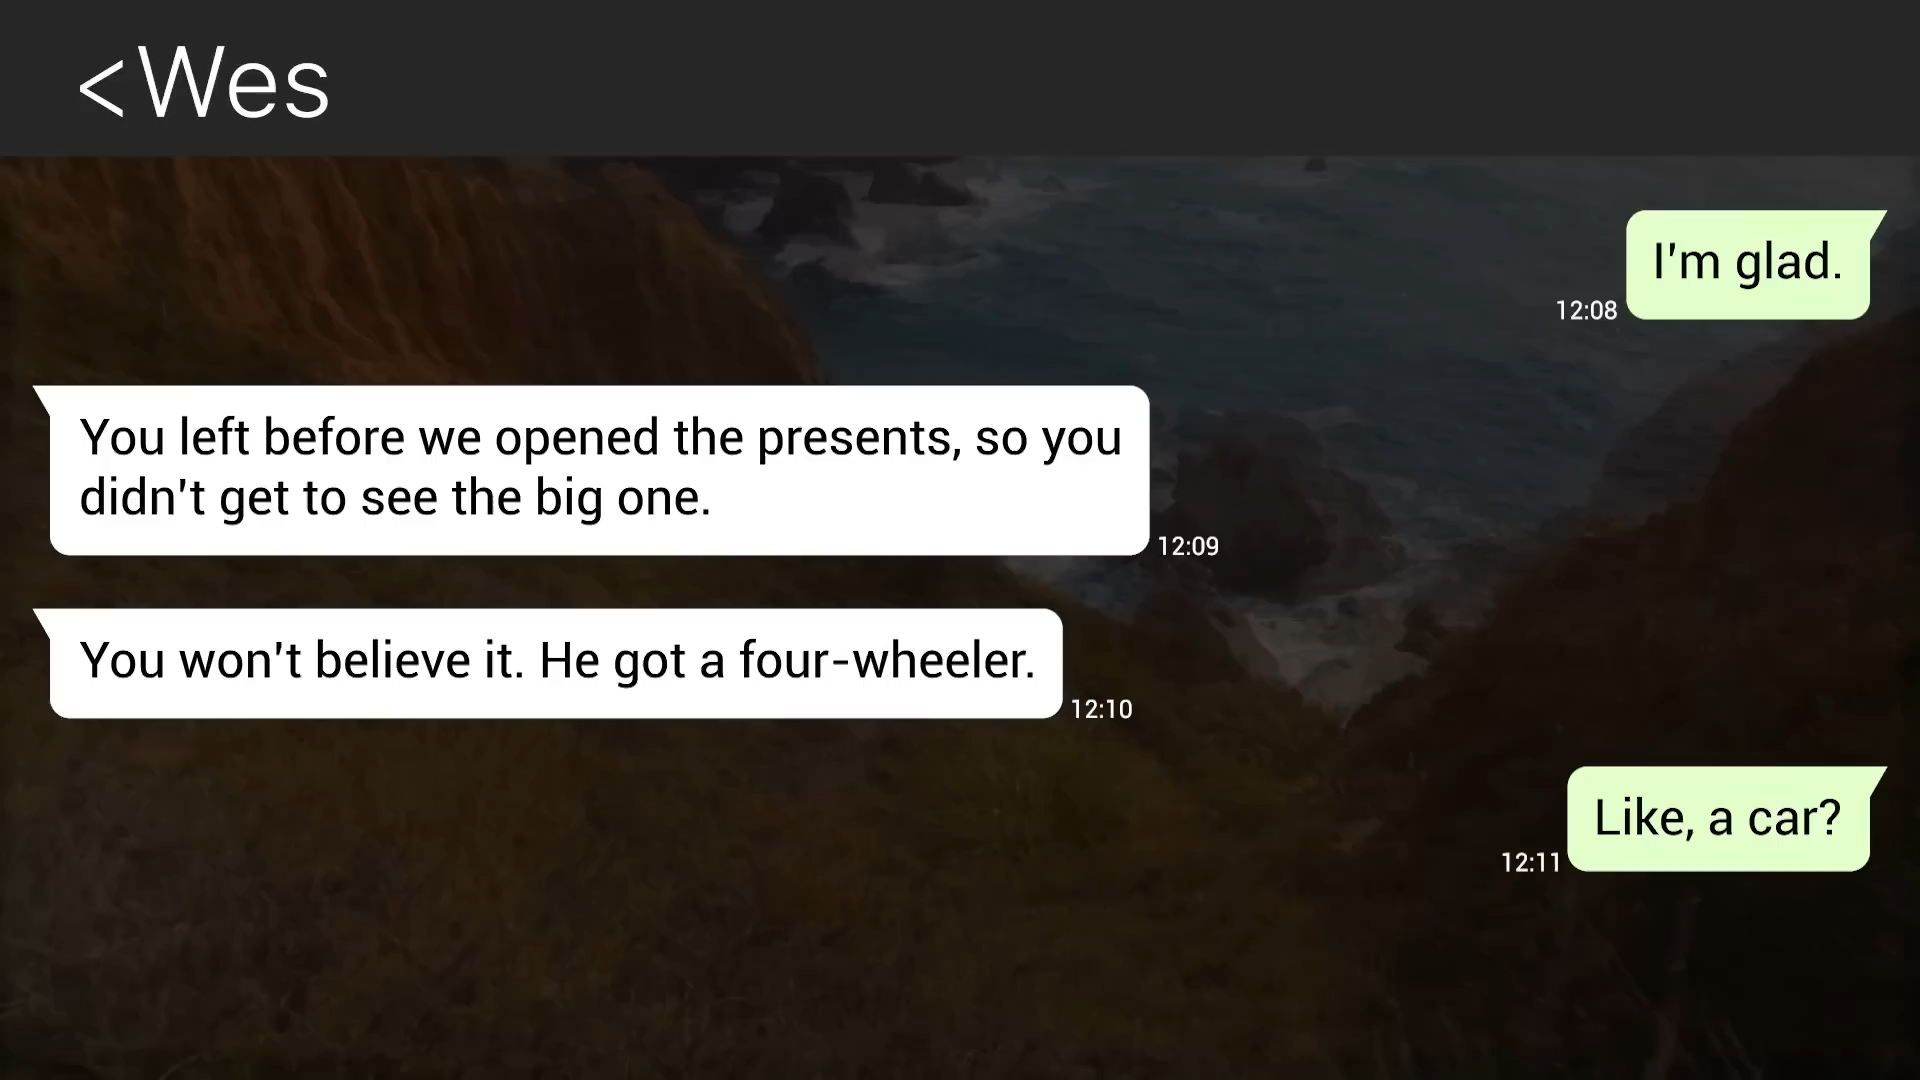 <Wes
I'm glad.
12:08
You left before we opened the presents, so you
didn't get to see the big one.
12:09
You won't believe it. He got a four-wheeler.
12:10
Like, a car?
12:11